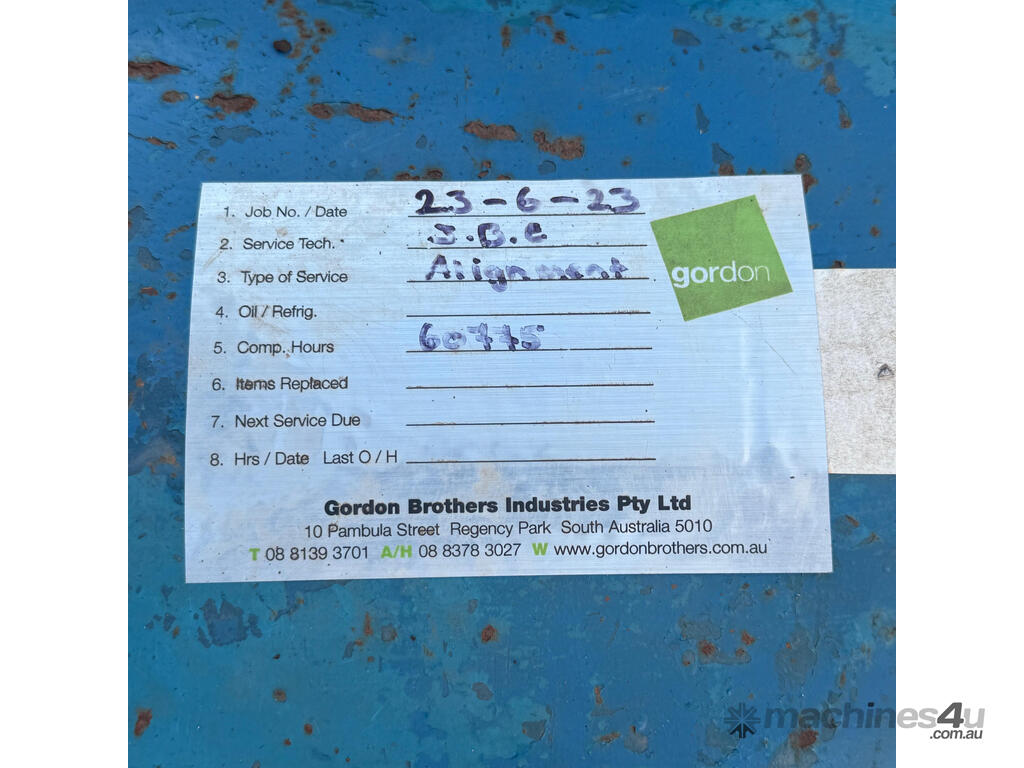 1. Job No. / Date 23-6-23
2. Service Tech. J.B.C
3. Type of Service Alignment
4. Oil / Refrig.
5. Comp. Hours 60775
6. Items Replaced
7. Next Service Due
8. Hrs / Date Last O / H
gordon
Gordon Brothers Industries Pty Ltd
10 Pambula Street Regency Park South Australia 5010
T 08 8139 3701 A/H 08 8378 3027 W www.gordonbrothers.com.au
machines4u
.com.au